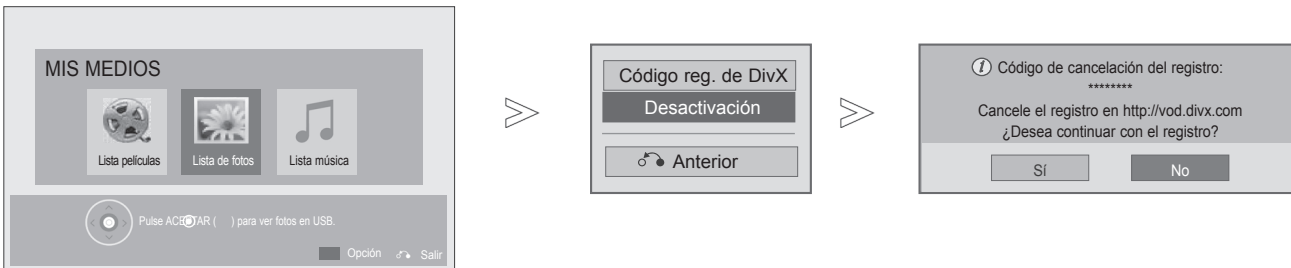 MIS MEDIOS
Lista películas
Lista de fotos
Lista música
Pulse ACEPTAR ( ) para ver fotos en USB.
Opción
Salir
Código reg. de DivX
Desactivación
Anterior
Código de cancelación del registro:
********
Cancele el registro en http://vod.divx.com
¿Desea continuar con el registro?
Sí
No